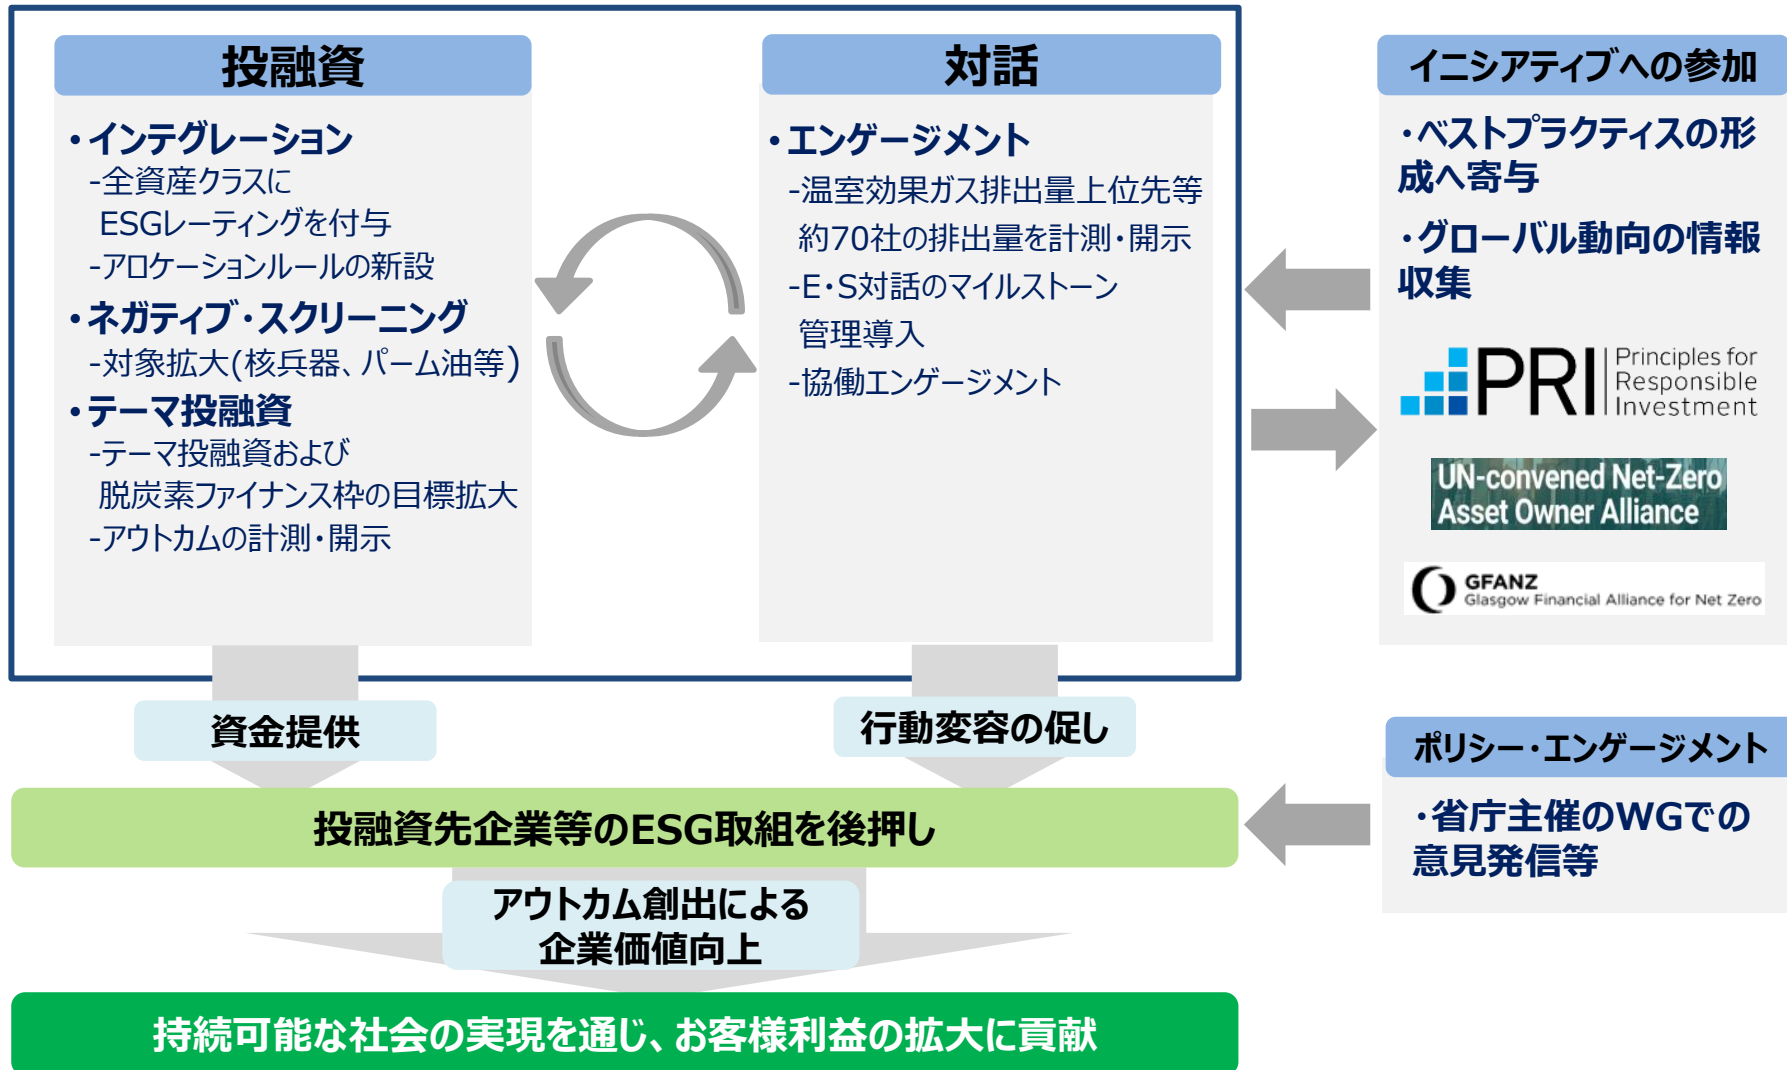 投融資
・インテグレーション
-全資産クラスに
ESGレーティングを付与
-アロケーションルールの新設
・ネガティブ・スクリーニング
-対象拡大(核兵器、パーム油等)
・テーマ投融資
-テーマ投融資および
脱炭素ファイナンス枠の目標拡大
-アウトカムの計測・開示
対話
・エンゲージメント
-温室効果ガス排出量上位先等
約70社の排出量を計測・開示
-E・S対話のマイルストーン
管理導入
-協働エンゲージメント
イニシアティブへの参加
・ベストプラクティスの形
成へ寄与
・グローバル動向の情報
収集
PRI
Principles for
Responsible
Investment
UN-convened Net-Zero
Asset Owner Alliance
GFANZ
Glasgow Financial Alliance for Net Zero
資金提供
行動変容の促し
投融資先企業等のESG取組を後押し
ポリシー・エンゲージメント
・省庁主催のWGでの
意見発信等
アウトカム創出による
企業価値向上
持続可能な社会の実現を通じ、お客様利益の拡大に貢献